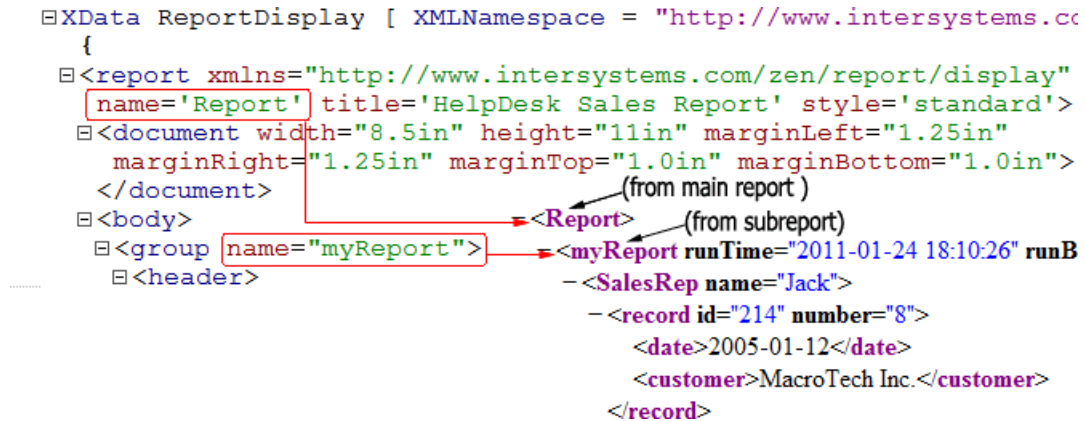 XData ReportDisplay [ XMLNamespace = "http://www.intersystems.co
{
<report xmlns="http://www.intersystems.com/zen/report/display"
name='Report' title='HelpDesk Sales Report' style='standard'>
<document width="8.5in" height="11in" marginLeft="1.25in"
marginRight="1.25in" marginTop="1.0in" marginBottom="1.0in">
</document>
(from main report )
<body>
<Report>
(from subreport)
<group name="myReport">
<myReport runTime="2011-01-24 18:10:26" runB
<header>
−<SalesRep name="Jack">
−<record id="214" number="8">
<date>2005-01-12</date>
<customer>MacroTech Inc.</customer>
</record>